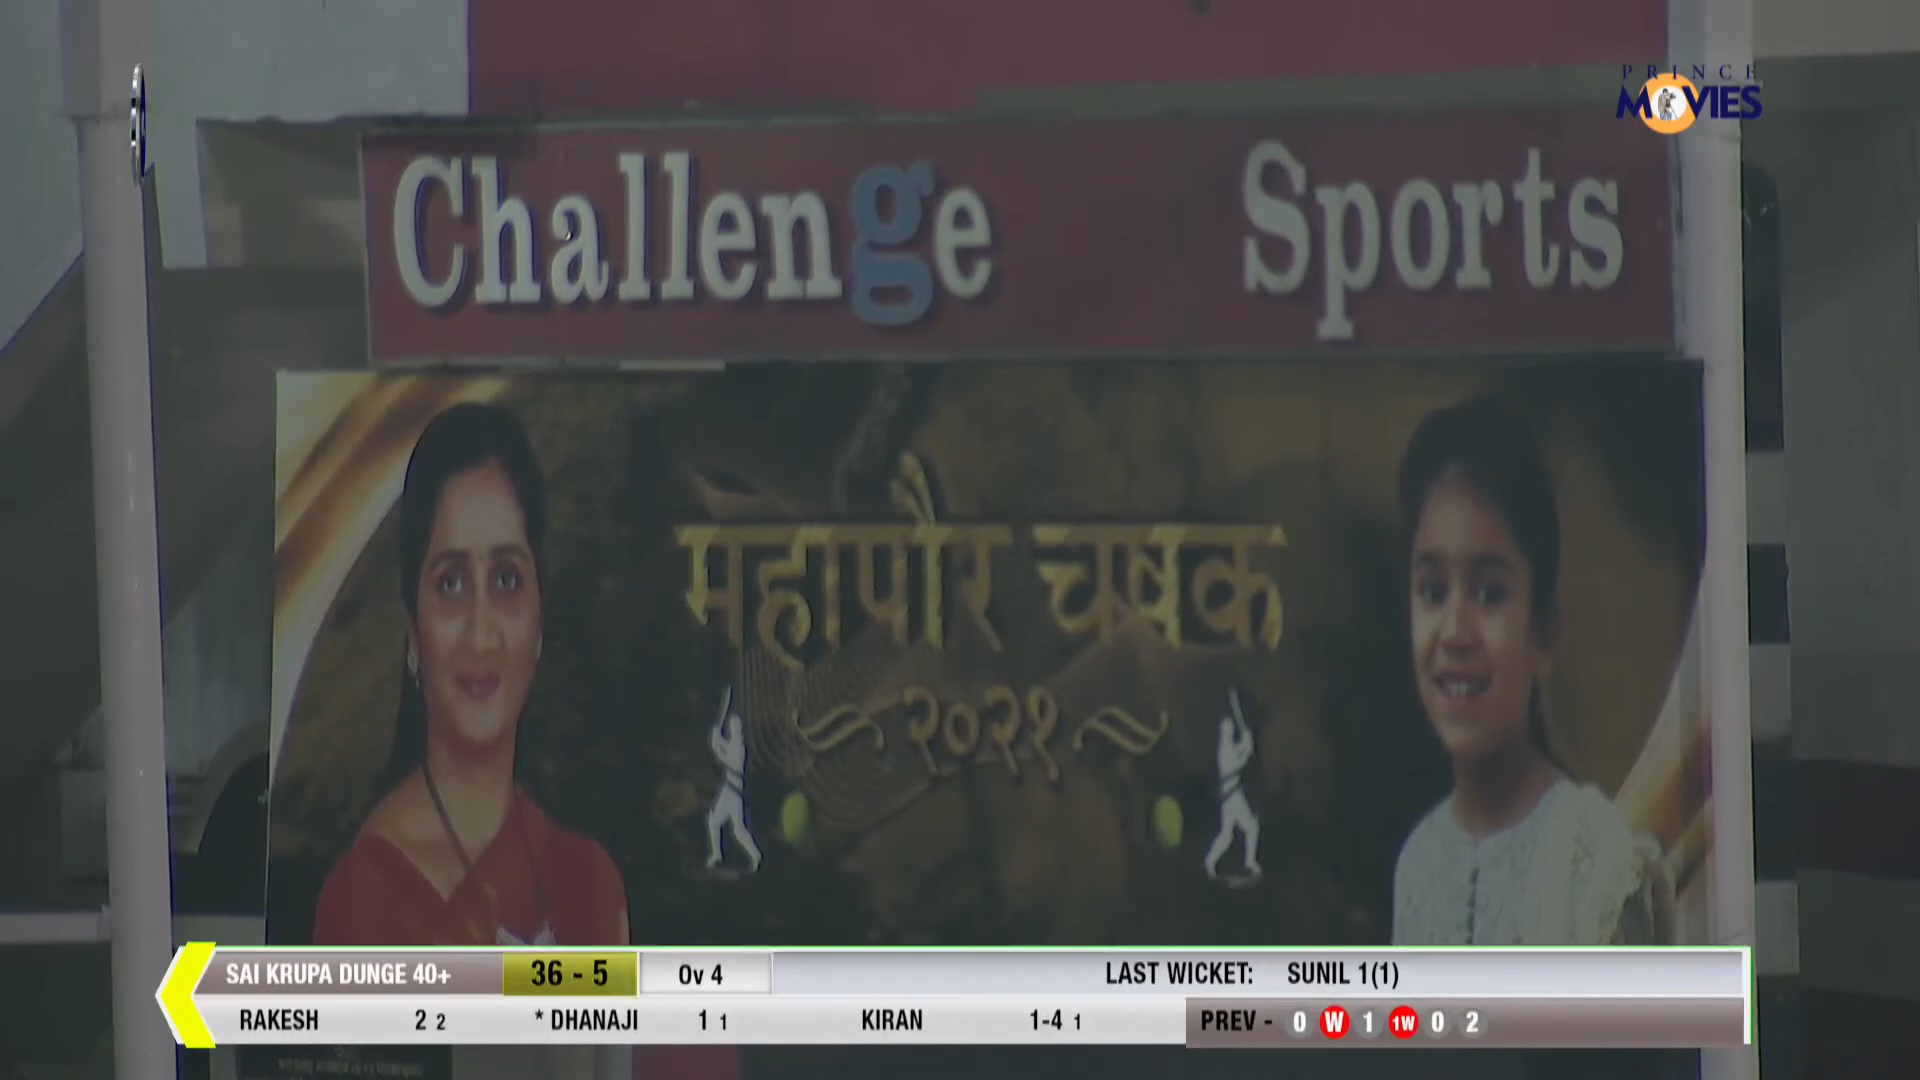 PRINCE
MOVIES
Challenge Sports
महापौर चषक
२०२१
SAI KRUPA DUNGE 40+ 36 - 5 Ov 4 LAST WICKET: SUNIL 1(1)
RAKESH 2 2 * DHANAJI 1 1 KIRAN 1-4 1 PREV - 0 W 1 1W 0 2